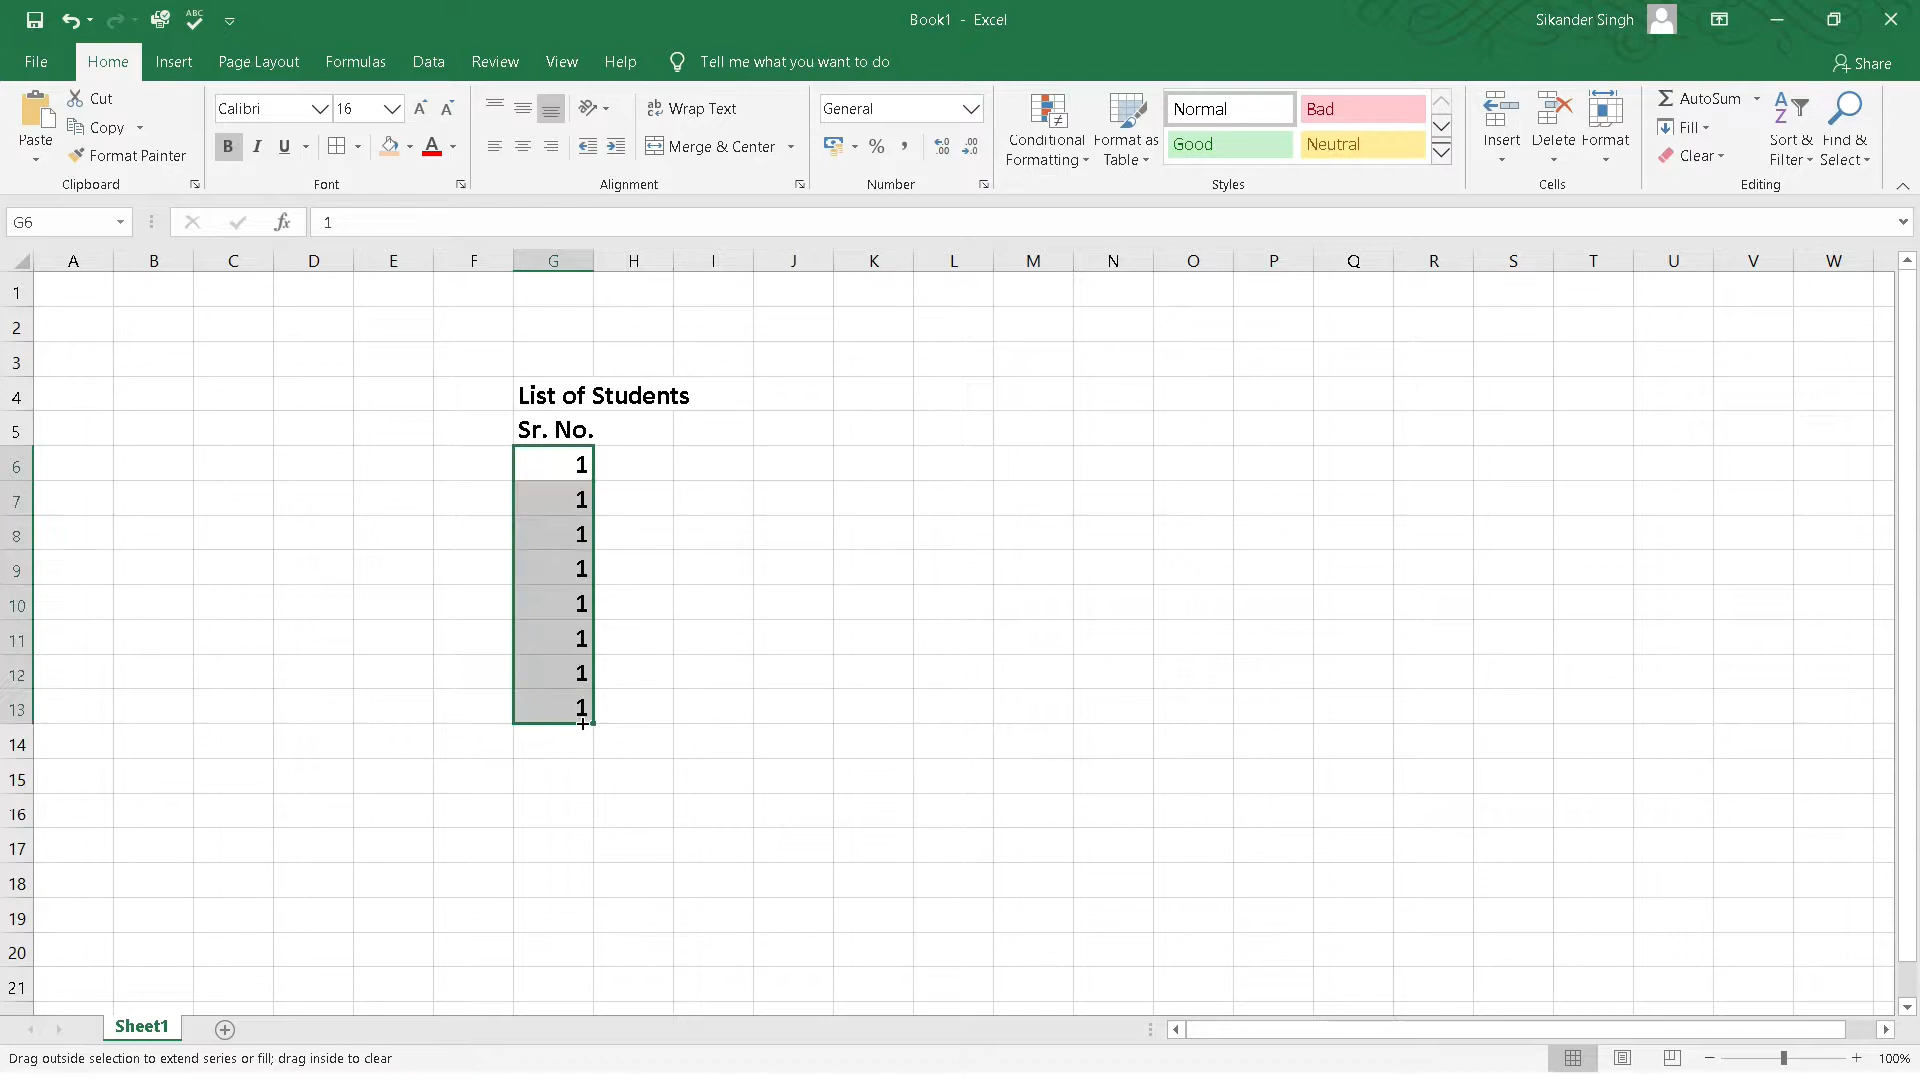 ABC
Book1 - Excel
Sikander Singh
File Home Insert Page Layout Formulas Data Review View Help Tell me what you want to do
Share
Paste
Cut
Copy
Format Painter
Clipboard
Calibri 16
B I U A
Font
ab Wrap Text
Merge & Center
Alignment
General
% ,
Number
Conditional Formatting
Format as Table
Normal Bad
Good Neutral
Styles
Insert Delete Format
Cells
AutoSum
Fill
Clear
Sort & Filter
Find & Select
Editing
G6 fx 1
A B C D E F G H I J K L M N O P Q R S T U V W
1
2
3
4 List of Students
5 Sr. No.
6 1
7 1
8 1
9 1
10 1
11 1
12 1
13 1
14
15
16
17
18
19
20
21
Sheet1
Drag outside selection to extend series or fill; drag inside to clear
100%